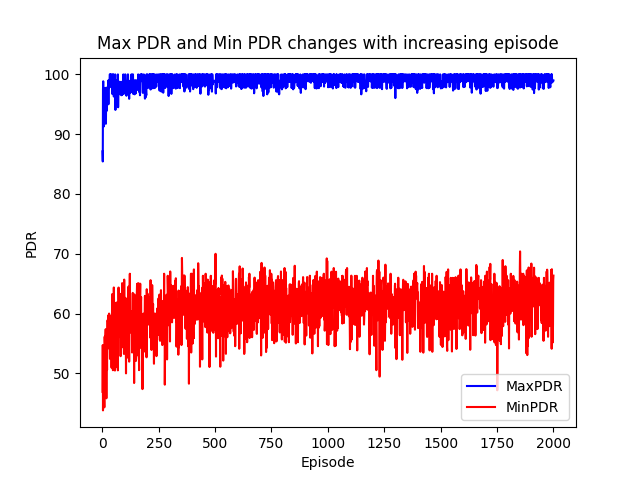 Max PDR and Min PDR changes with increasing episode
100
90
80
70
60
50
PDR
MaxPDR
MinPDR
0 250 500 750 1000 1250 1500 1750 2000
Episode